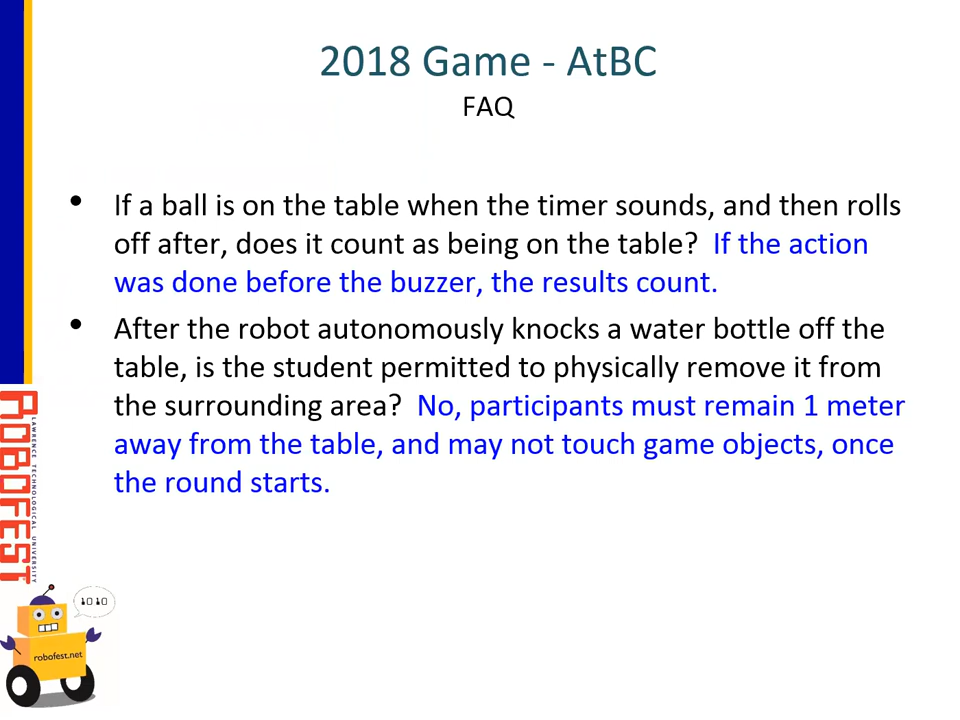 2018 Game - AtBC
FAQ
• If a ball is on the table when the timer sounds, and then rolls
off after, does it count as being on the table? If the action
was done before the buzzer, the results count.
• After the robot autonomously knocks a water bottle off the
table, is the student permitted to physically remove it from
the surrounding area? No, participants must remain 1 meter
away from the table, and may not touch game objects, once
the round starts.
ROBOFEST
LAWRENCE TECHNOLOGICAL UNIVERSITY
1010
robofest.net